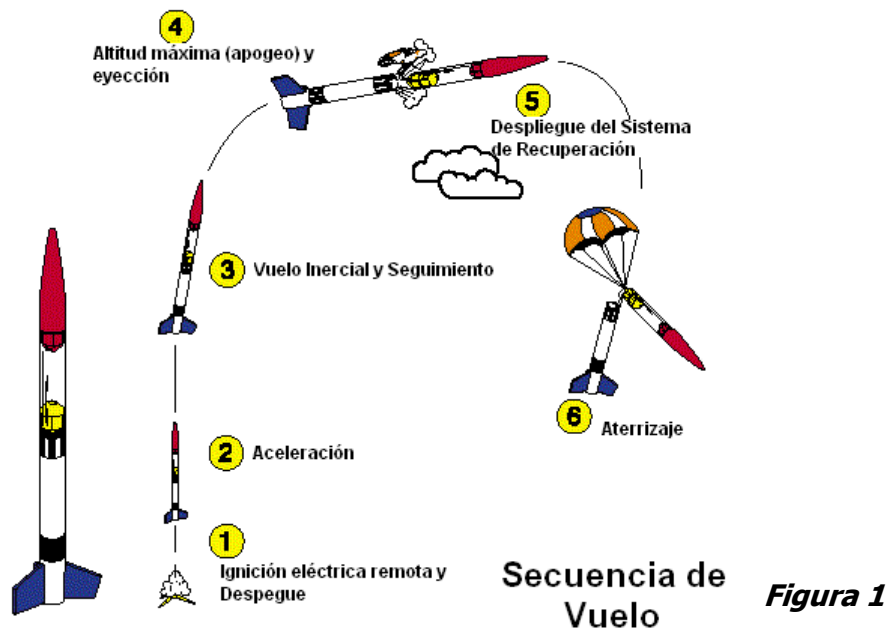 4
Altitud máxima (apogeo) y
eyección
5
Despliegue del Sistema
de Recuperación
3
Vuelo Inercial y Seguimiento
6
Aterrizaje
2
Aceleración
1
Ignición eléctrica remota y
Despegue
Secuencia de
Vuelo
Figura 1